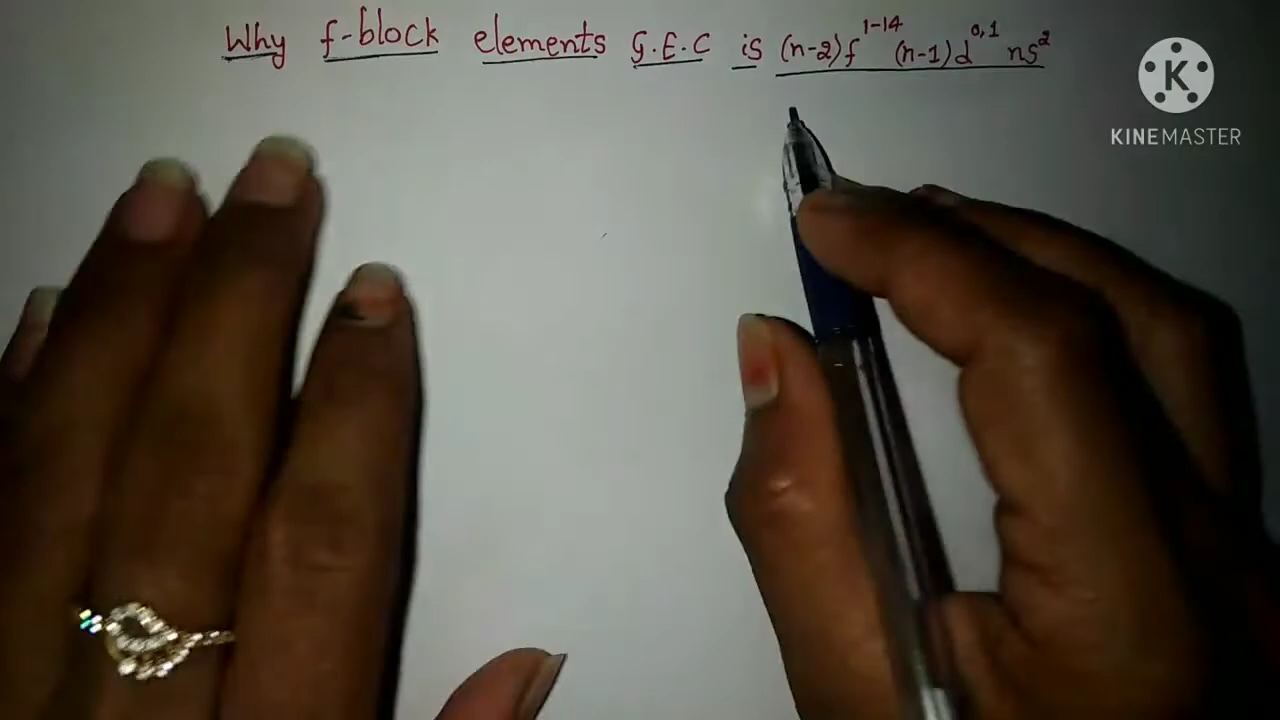 Why f-block elements G.E.C is (n-2)f¹⁻¹⁴ (n-1)d⁰,¹ ns²
K
KINEMASTER